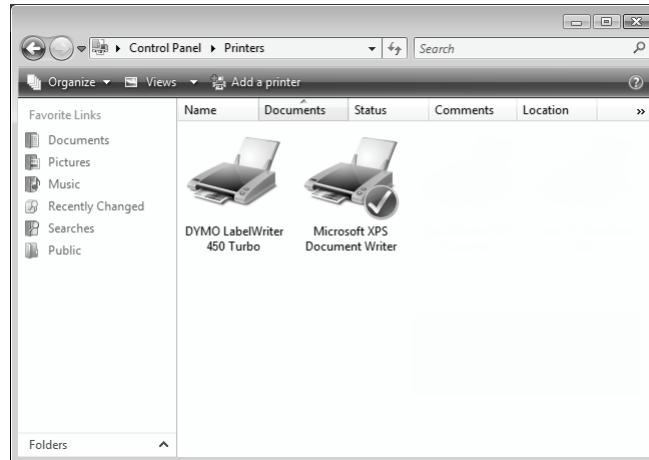 Control Panel Printers Search
Organize Views Add a printer
Favorite Links
Documents
Pictures
Music
Recently Changed
Searches
Public
Folders
Name Documents Status Comments Location »
DYMO LabelWriter
450 Turbo
Microsoft XPS
Document Writer